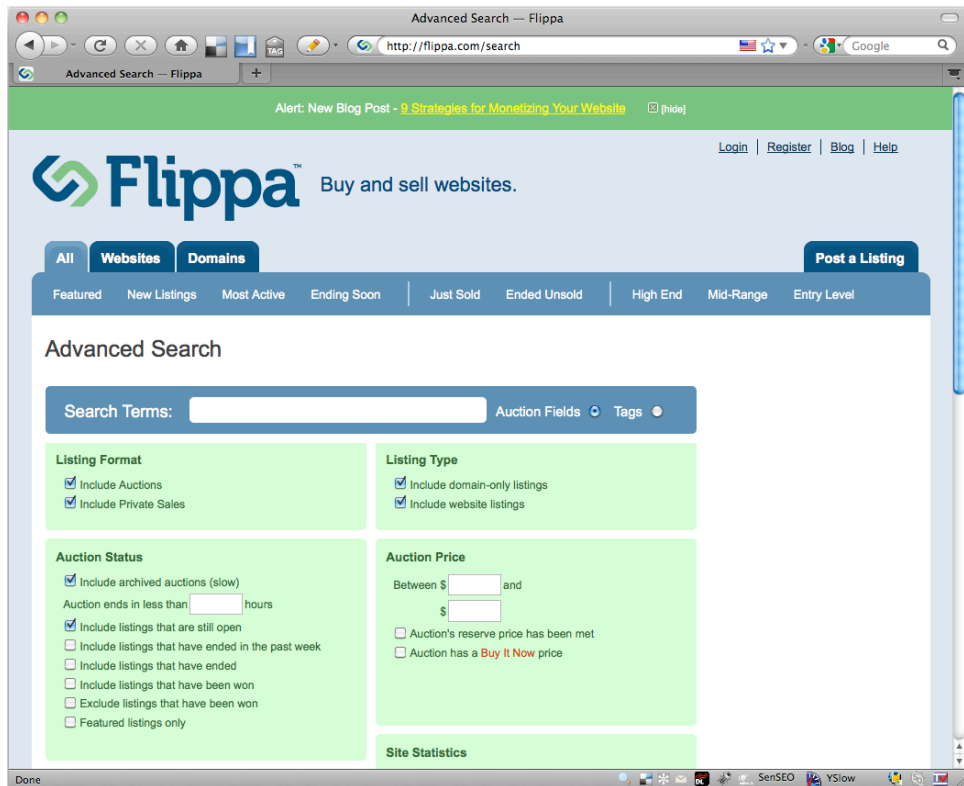 Advanced Search — Flippa
TAG
http://flippa.com/search
Google
Advanced Search — Flippa
Alert: New Blog Post - 9 Strategies for Monetizing Your Website [hide]
Login | Register | Blog | Help
Flippa™ Buy and sell websites.
All Websites Domains Post a Listing
Featured New Listings Most Active Ending Soon | Just Sold Ended Unsold | High End Mid-Range Entry Level
Advanced Search
Search Terms: Auction Fields Tags
Listing Format
Include Auctions
Include Private Sales
Listing Type
Include domain-only listings
Include website listings
Auction Status
Include archived auctions (slow)
Auction ends in less than hours
Include listings that are still open
Include listings that have ended in the past week
Include listings that have ended
Include listings that have been won
Exclude listings that have been won
Featured listings only
Auction Price
Between $ and
$
Auction's reserve price has been met
Auction has a Buy It Now price
Site Statistics
Done
DL SenSEO YSlow